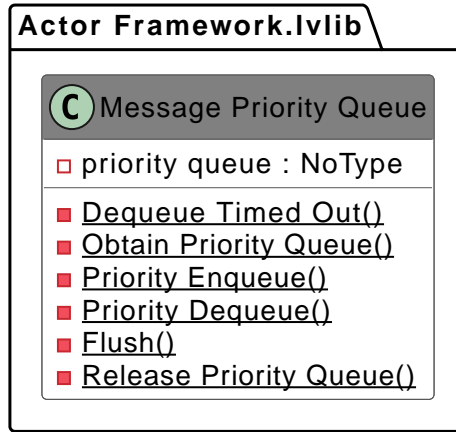 Actor Framework.lvlib
C Message Priority Queue
priority queue : NoType
Dequeue Timed Out()
Obtain Priority Queue()
Priority Enqueue()
Priority Dequeue()
Flush()
Release Priority Queue()